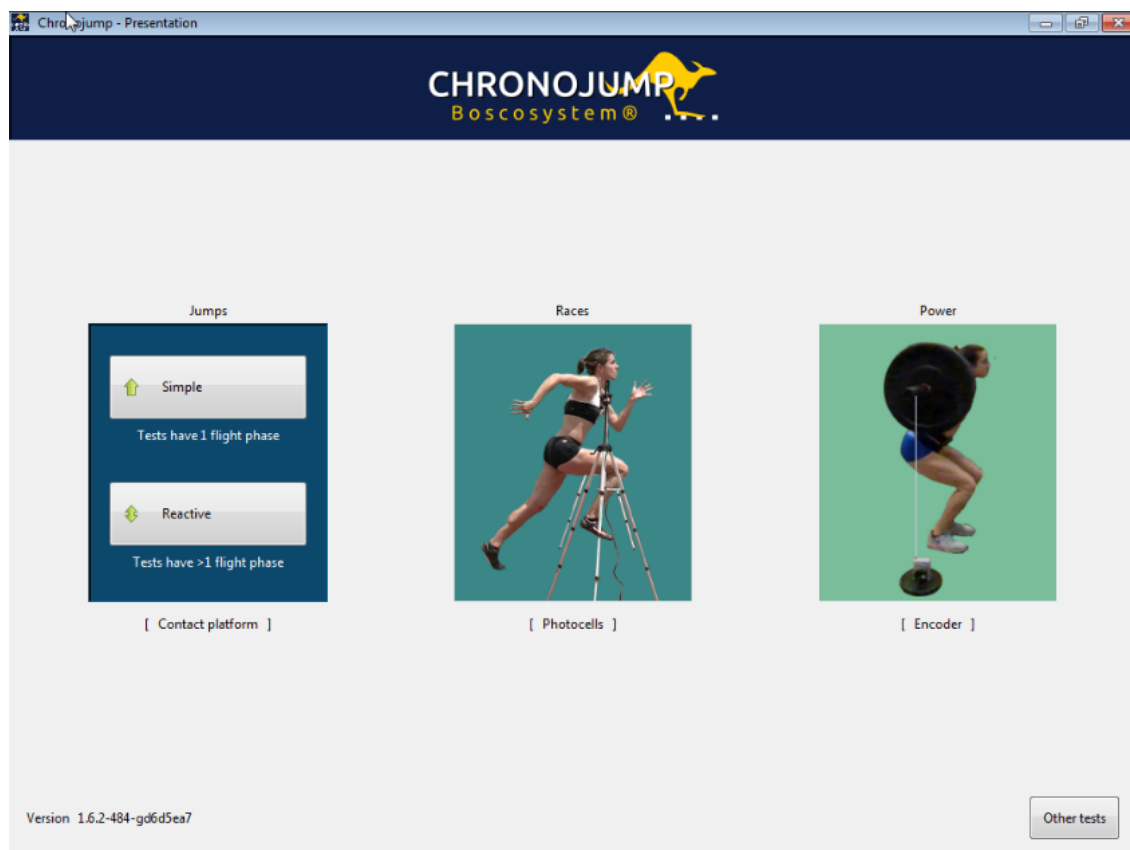 Chronojump - Presentation
CHRONOJUMP
Boscosystem®
Jumps
Races
Power
Simple
Tests have 1 flight phase
Reactive
Tests have >1 flight phase
[ Contact platform ]
[ Photocells ]
[ Encoder ]
Version 1.6.2-484-gd6d5ea7
Other tests